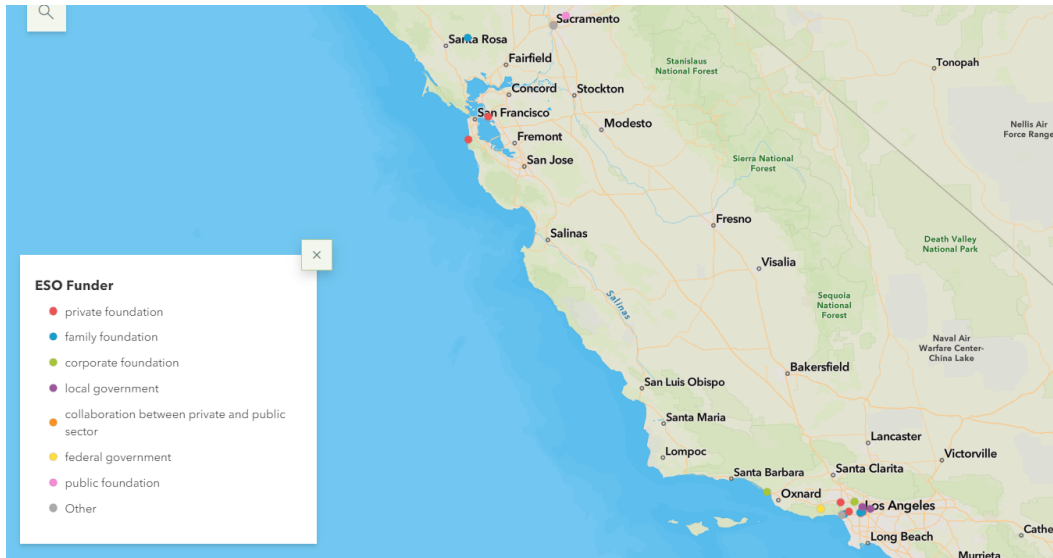 Sacramento
Santa Rosa
Fairfield
Stanislaus
National Forest
Tonopah
Concord
Stockton
San Francisco
Modesto
Nellis Air
Force Range
Fremont
San Jose
Sierra National
Forest
Fresno
Salinas
Death Valley
National Park
Visalia
Salinas
Sequoia
National
Forest
Naval Air
Warfare Center-
China Lake
Bakersfield
San Luis Obispo
Santa Maria
Lancaster
Lompoc
Victorville
Santa Barbara
Santa Clarita
Oxnard
Los Angeles
Long Beach
Cathe
Murrieta
ESO Funder
private foundation
family foundation
corporate foundation
local government
collaboration between private and public
sector
federal government
public foundation
Other